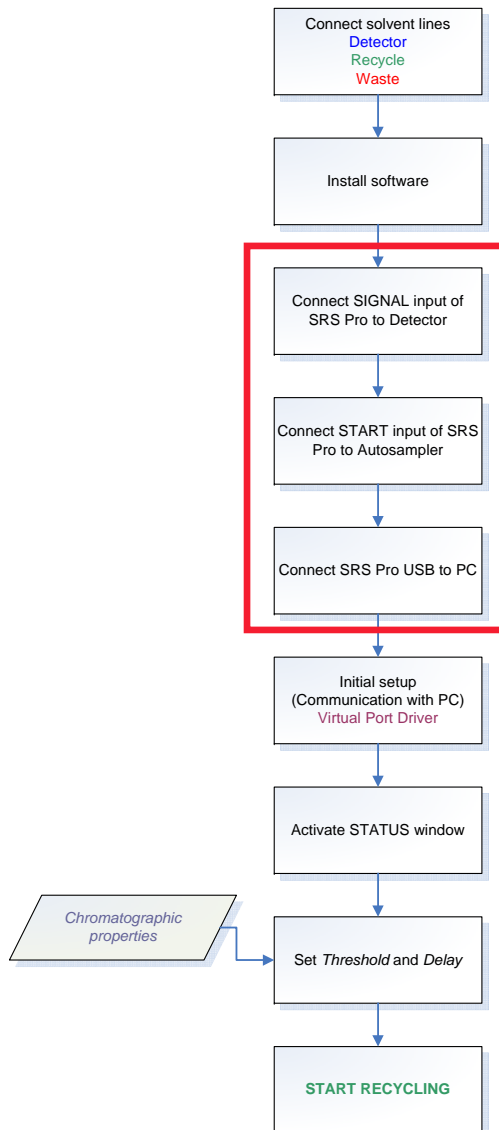 Connect solvent lines
Detector
Recycle
Waste
Install software
Connect SIGNAL input of
SRS Pro to Detector
Connect START input of SRS
Pro to Autosampler
Connect SRS Pro USB to PC
Initial setup
(Communication with PC)
Virtual Port Driver
Activate STATUS window
Chromatographic
properties
Set Threshold and Delay
START RECYCLING